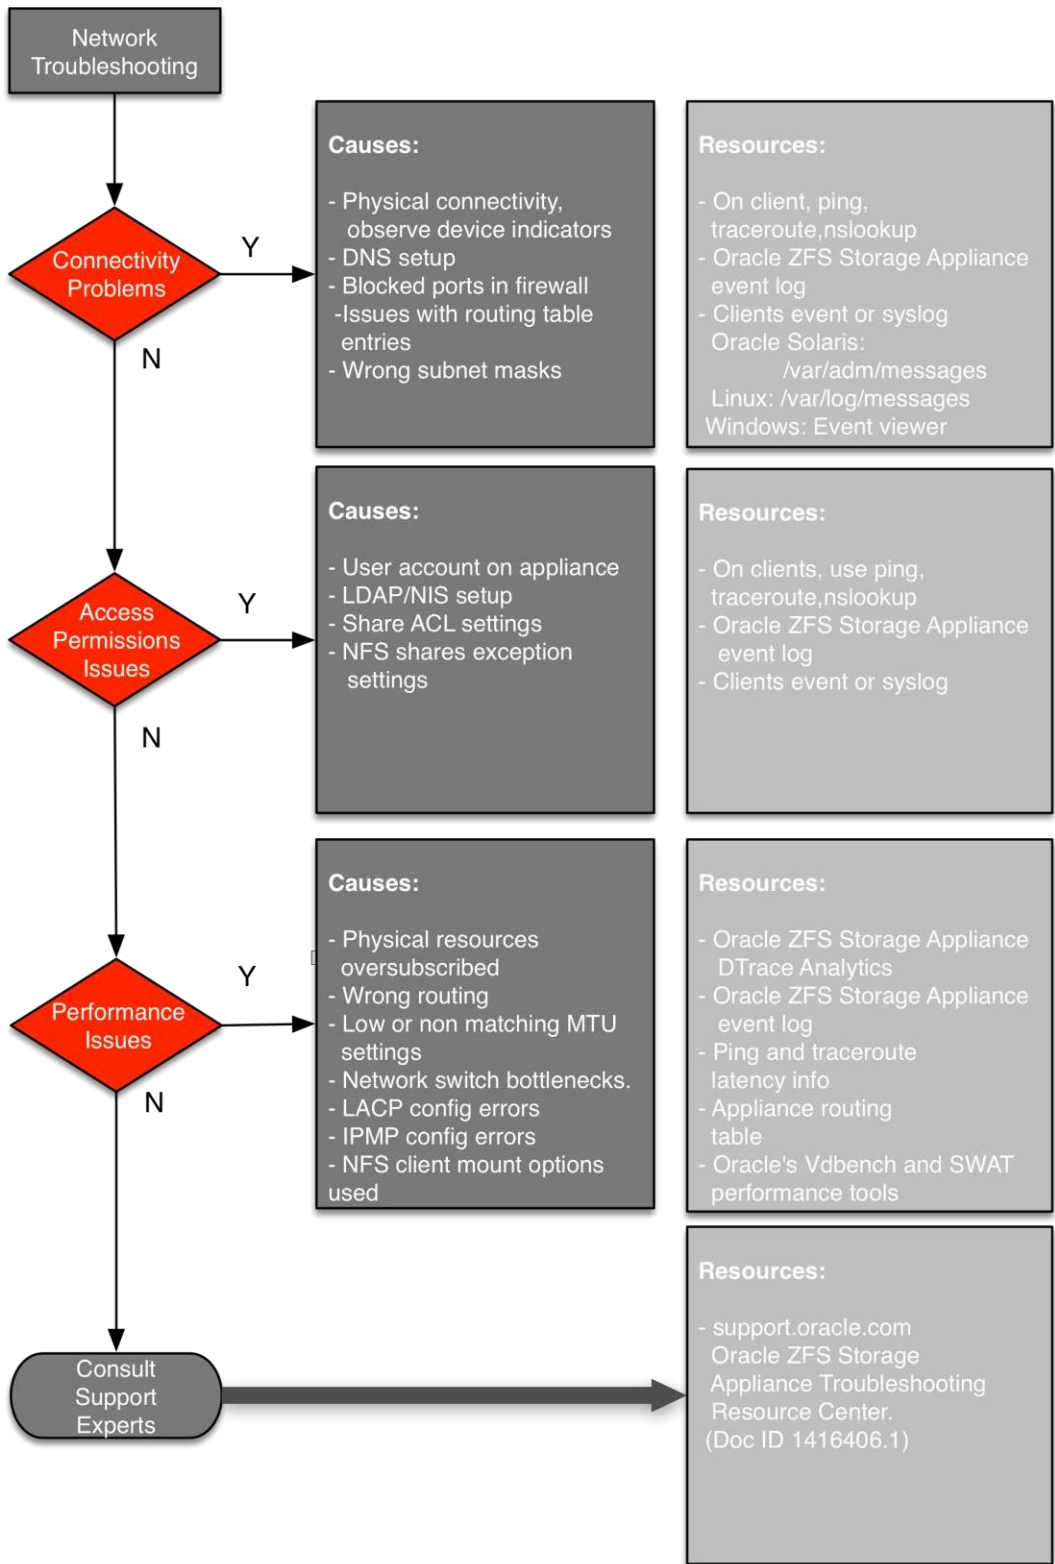 Network
Troubleshooting
Causes:
- Physical connectivity,
observe device indicators
- DNS setup
- Blocked ports in firewall
-Issues with routing table
entries
- Wrong subnet masks
Resources:
- On client, ping,
traceroute,nslookup
- Oracle ZFS Storage Appliance
event log
- Clients event or syslog
Oracle Solaris:
/var/adm/messages
Linux: /var/log/messages
Windows: Event viewer
Connectivity
Problems
Y
N
Causes:
- User account on appliance
- LDAP/NIS setup
- Share ACL settings
- NFS shares exception
settings
Resources:
- On clients, use ping,
traceroute,nslookup
- Oracle ZFS Storage Appliance
event log
- Clients event or syslog
Access
Permissions
Issues
Y
N
Causes:
- Physical resources
oversubscribed
- Wrong routing
- Low or non matching MTU
settings
- Network switch bottlenecks.
- LACP config errors
- IPMP config errors
- NFS client mount options
used
Resources:
- Oracle ZFS Storage Appliance
DTrace Analytics
- Oracle ZFS Storage Appliance
event log
- Ping and traceroute
latency info
- Appliance routing
table
- Oracle's Vdbench and SWAT
performance tools
Performance
Issues
Y
N
Consult
Support
Experts
Resources:
- support.oracle.com
Oracle ZFS Storage
Appliance Troubleshooting
Resource Center.
(Doc ID 1416406.1)